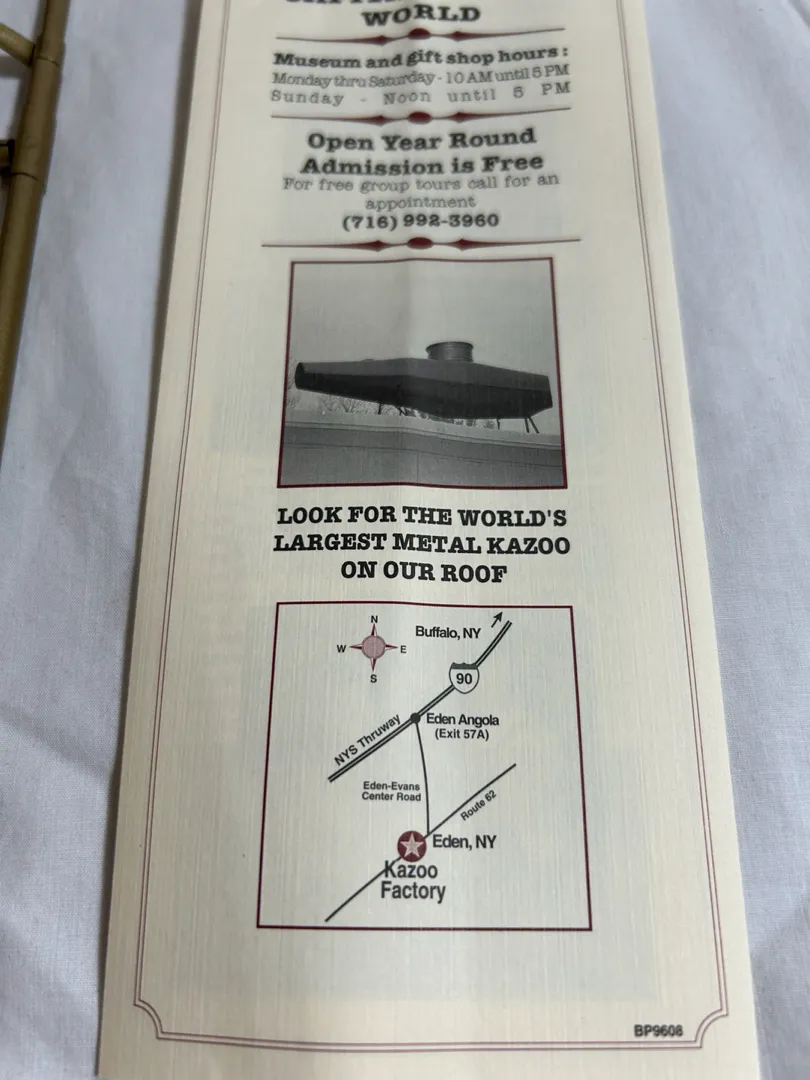 WORLD
Museum and gift shop hours:
Monday thru Saturday - 10 AM until 5 PM
Sunday - Noon until 5 PM
Open Year Round
Admission is Free
For free group tours call for an
appointment
(716) 992-3960
LOOK FOR THE WORLD'S
LARGEST METAL KAZOO
ON OUR ROOF
N
W E
S
Buffalo, NY
90
NYS Thruway
Eden Angola
(Exit 57A)
Eden-Evans
Center Road
Route 62
Eden, NY
Kazoo
Factory
BP9608